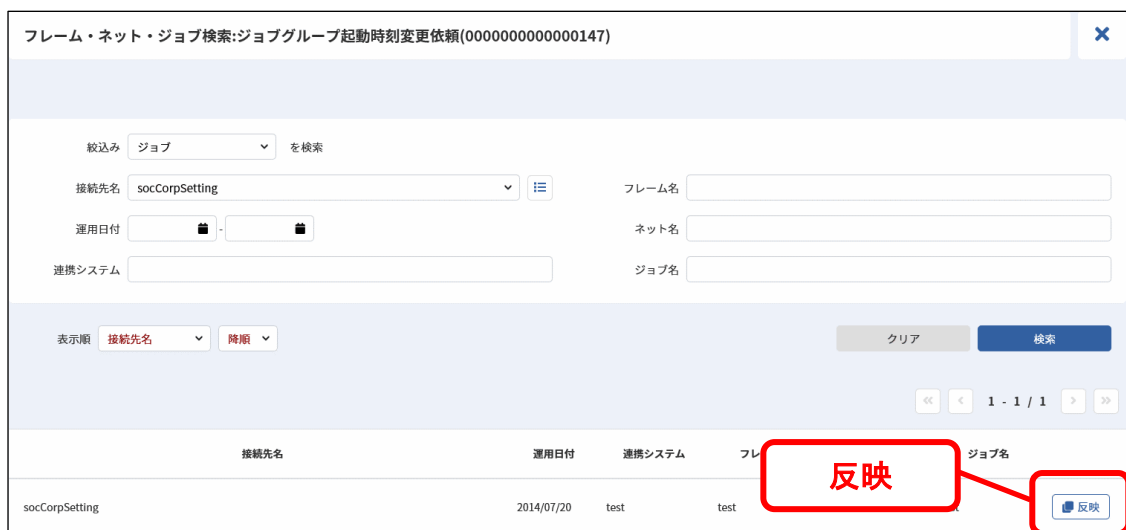 フレーム・ネット・ジョブ検索:ジョブグループ起動時刻変更依頼(0000000000000147)
絞込み ジョブ を検索
接続先名 socCorpSetting フレーム名
運用日付 - ネット名
連携システム ジョブ名
表示順 接続先名 降順 クリア 検索
1 - 1 / 1
接続先名 運用日付 連携システム フレ ジョブ名
反映
socCorpSetting 2014/07/20 test test 反映